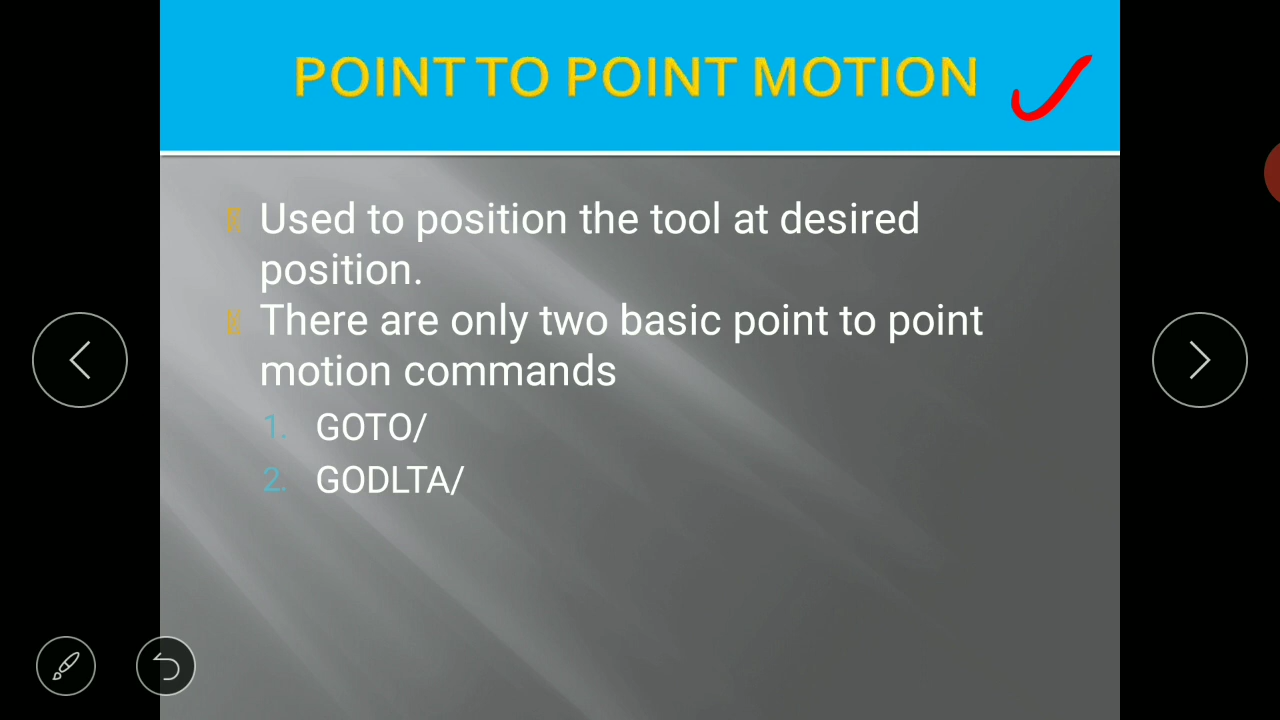 POINT TO POINT MOTION
Used to position the tool at desired
position.
There are only two basic point to point
motion commands
1. GOTO/
2. GODLTA/